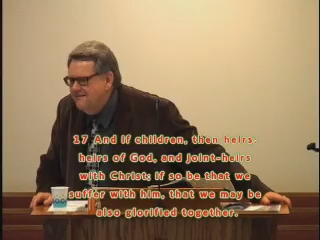 17 And if children, then heirs-
heirs of God, and joint-heirs
with Christ; if so be that we
suffer with him, that we may be
also glorified together.